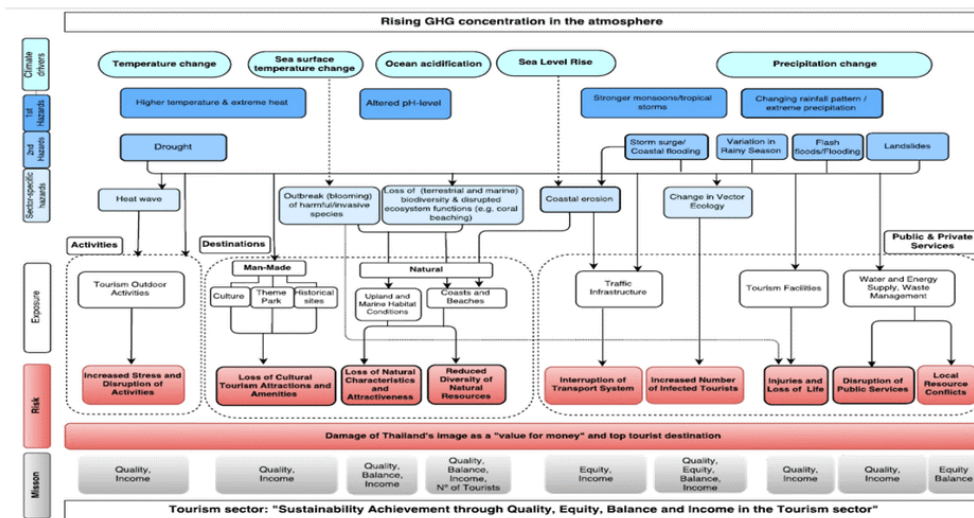 Rising GHG concentration in the atmosphere
Climate
drivers
Temperature change
Sea surface
temperature change
Ocean acidification
Sea Level Rise
Precipitation change
1st
Hazards
Higher temperature & extreme heat
Altered pH-level
Stronger monsoons/tropical
storms
Changing rainfall pattern /
extreme precipitation
2nd
Hazards
Drought
Storm surge/
Coastal flooding
Variation in
Rainy Season
Flash
floods/Flooding
Landslides
Sector-specific
hazards
Heat wave
Outbreak (blooming)
of harmful/invasive
species
Loss of (terrestrial and marine)
biodiversity & disrupted
ecosystem functions (e.g. coral
beaching)
Coastal erosion
Change in Vector
Ecology
Activities
Destinations
Public & Private
Services
Exposure
Tourism Outdoor
Activities
Man-Made
Culture
Theme
Park
Historical
sites
Natural
Upland and
Marine Habitat
Conditions
Coasts and
Beaches
Traffic
Infrastructure
Tourism Facilities
Water and Energy
Supply, Waste
Management
Risk
Increased Stress and
Disruption of
Activities
Loss of Cultural
Tourism Attractions and
Amenities
Loss of Natural
Characteristics and
Attractiveness
Reduced
Diversity of
Natural
Resources
Interruption of
Transport System
Increased Number
of Infected Tourists
Injuries and
Loss of Life
Disruption of
Public Services
Local
Resource
Conflicts
Damage of Thailand's image as a "value for money" and top tourist destination
Misson
Quality,
Income
Quality,
Income
Quality,
Balance,
Income
Quality,
Balance,
Income,
Nº of Tourists
Equity,
Income
Quality,
Equity,
Balance,
Income
Quality,
Income
Quality,
Income
Equity
Balance,
Tourism sector: "Sustainability Achievement through Quality, Equity, Balance and Income in the Tourism sector"